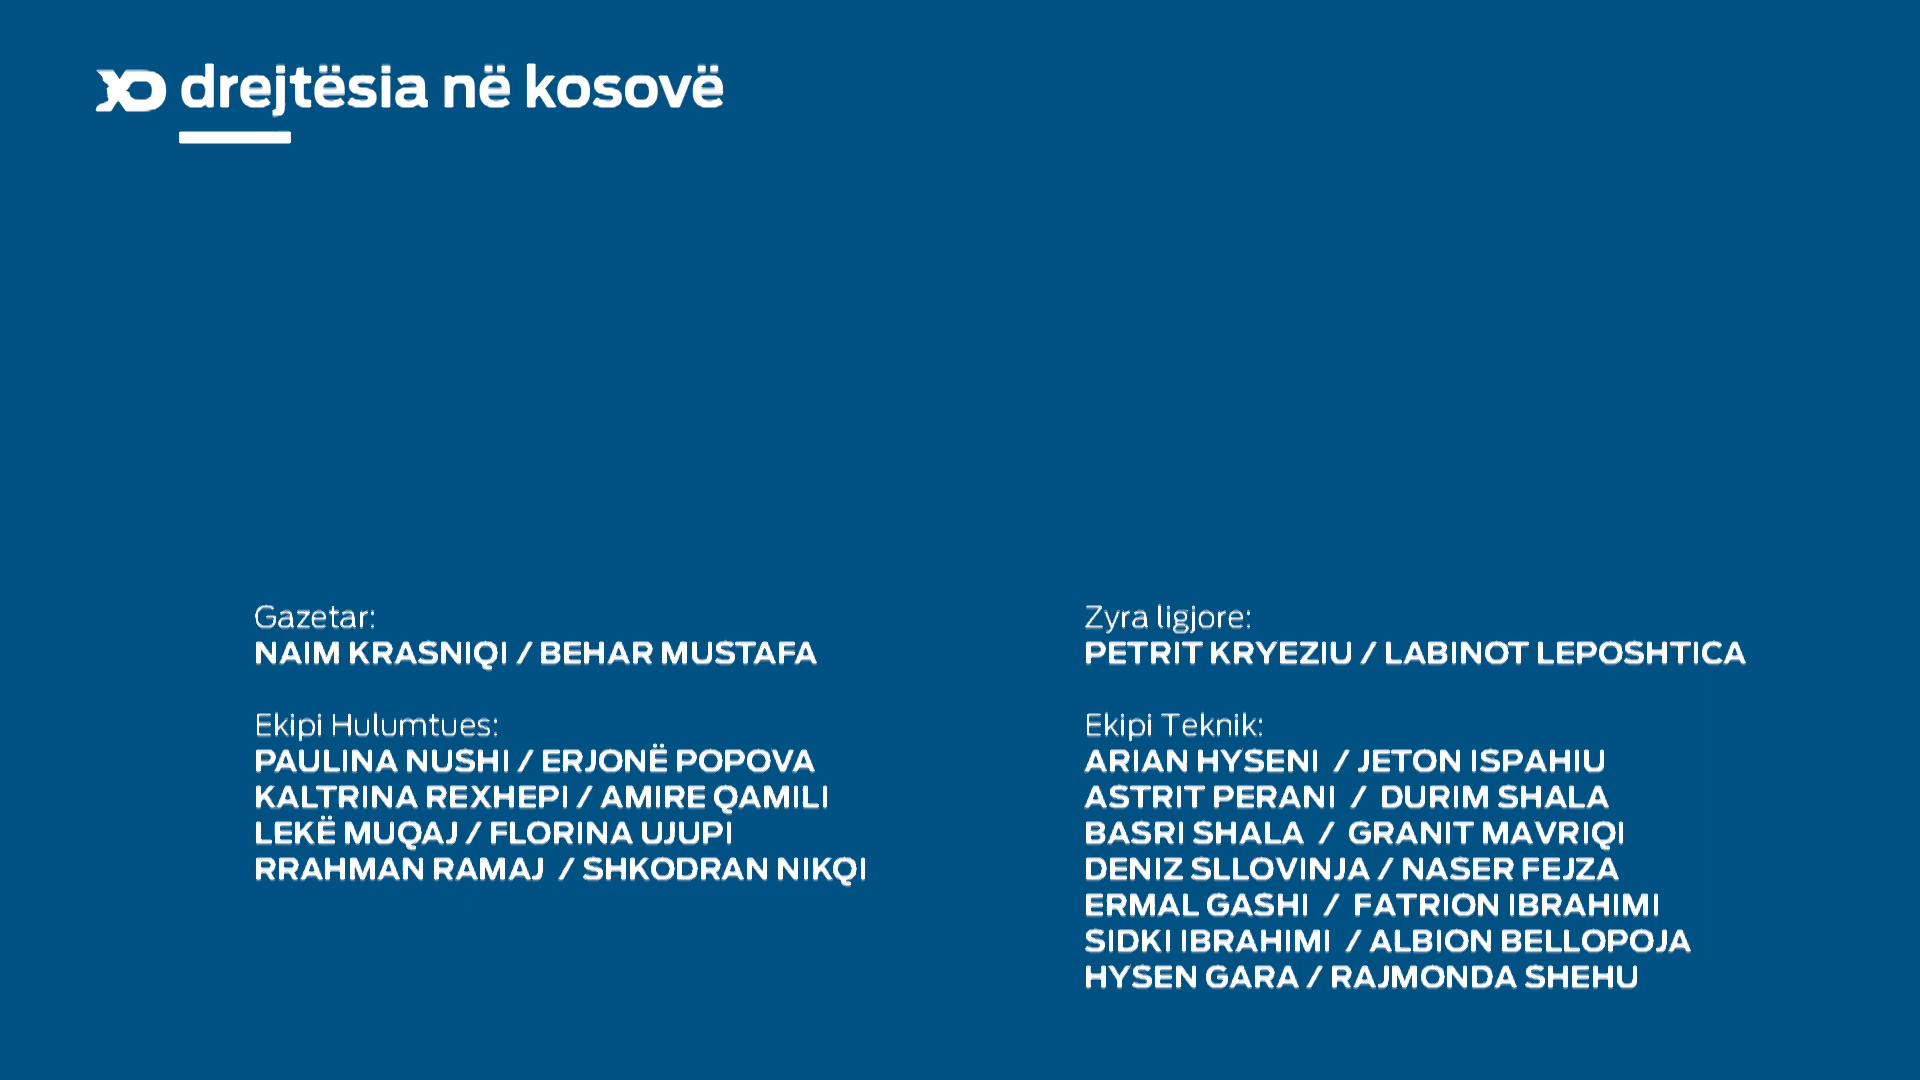 drejtësia në kosovë
Gazetar:
NAIM KRASNIQI / BEHAR MUSTAFA
Ekipi Hulumtues:
PAULINA NUSHI / ERJONË POPOVA
KALTRINA REXHEPI / AMIRE QAMILI
LEKË MUQAJ / FLORINA UJUPI
RRAHMAN RAMAJ / SHKODRAN NIKQI
Zyra ligjore:
PETRIT KRYEZIU / LABINOT LEPOSHTICA
Ekipi Teknik:
ARIAN HYSENI / JETON ISPAHIU
ASTRIT PERANI / DURIM SHALA
BASRI SHALA / GRANIT MAVRIQI
DENIZ SLLOVINJA / NASER FEJZA
ERMAL GASHI / FATRION IBRAHIMI
SIDKI IBRAHIMI / ALBION BELLOPOJA
HYSEN GARA / RAJMONDA SHEHU